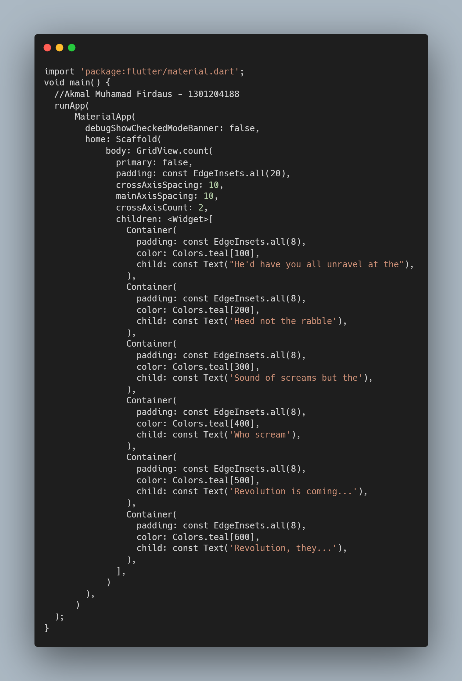 import 'package:flutter/material.dart';
void main() {
  //Akmal Muhamad Firdaus - 1301204188
  runApp(
      MaterialApp(
        debugShowCheckedModeBanner: false,
        home: Scaffold(
            body: GridView.count(
              primary: false,
              padding: const EdgeInsets.all(20),
              crossAxisSpacing: 10,
              mainAxisSpacing: 10,
              crossAxisCount: 2,
              children: <Widget>[
                Container(
                  padding: const EdgeInsets.all(8),
                  color: Colors.teal[100],
                  child: const Text("He'd have you all unravel at the"),
                ),
                Container(
                  padding: const EdgeInsets.all(8),
                  color: Colors.teal[200],
                  child: const Text('Heed not the rabble'),
                ),
                Container(
                  padding: const EdgeInsets.all(8),
                  color: Colors.teal[300],
                  child: const Text('Sound of screams but the'),
                ),
                Container(
                  padding: const EdgeInsets.all(8),
                  color: Colors.teal[400],
                  child: const Text('Who scream'),
                ),
                Container(
                  padding: const EdgeInsets.all(8),
                  color: Colors.teal[500],
                  child: const Text('Revolution is coming...'),
                ),
                Container(
                  padding: const EdgeInsets.all(8),
                  color: Colors.teal[600],
                  child: const Text('Revolution, they...'),
                ),
              ],
            )
        ),
      )
  );
}